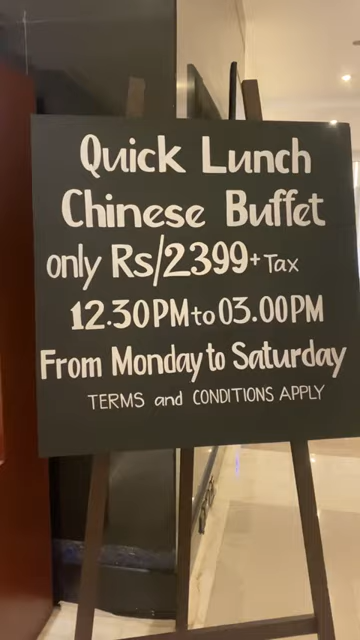 Quick Lunch
Chinese Buffet
only Rs/2399+ Tax
12.30PM to 03.00PM
From Monday to Saturday
TERMS and CONDITIONS APPLY